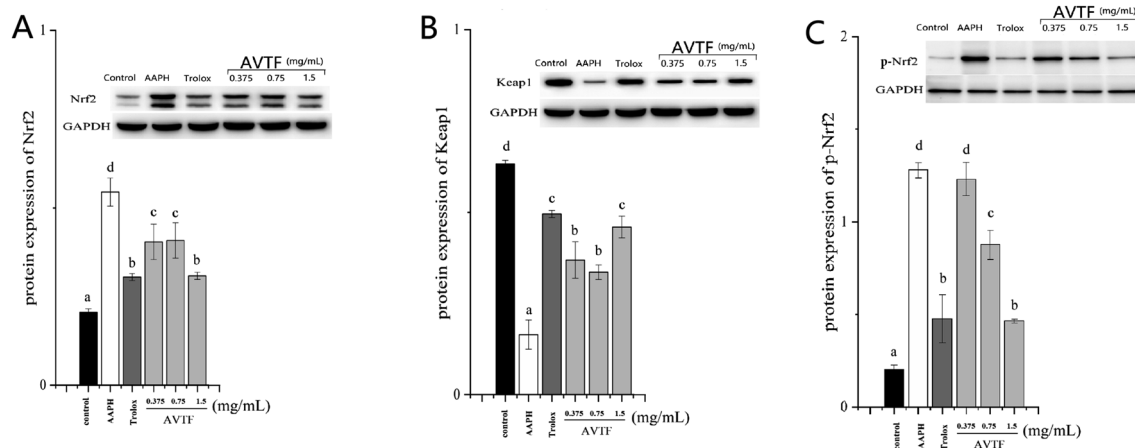 A
AVTF (mg/mL)
Control AAPH Trolox 0.375 0.75 1.5
Nrf2
GAPDH
protein expression of Nrf2
1
0
a
d
b
c
c
b
control
AAPH
Trolox
0.375 0.75 1.5 (mg/mL)
AVTF
B
AVTF (mg/mL)
Control AAPH Trolox 0.375 0.75 1.5
Keap1
GAPDH
protein expression of Keap1
1
0
d
a
c
b
b
c
control
AAPH
Trolox
0.375 0.75 1.5 (mg/mL)
AVTF
C
AVTF (mg/mL)
Control AAPH Trolox 0.375 0.75 1.5
p-Nrf2
GAPDH
protein expression of p-Nrf2
2
1
0
a
d
b
d
c
b
control
AAPH
Trolox
0.375 0.75 1.5 (mg/mL)
AVTF